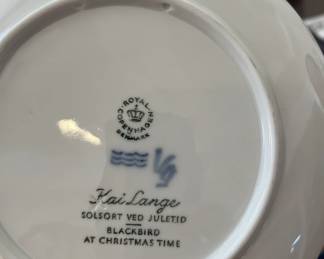 ROYAL
COPENHAGEN
DENMARK
Kai Lange
SOLSORT VED JULETID
BLACKBIRD
AT CHRISTMAS TIME